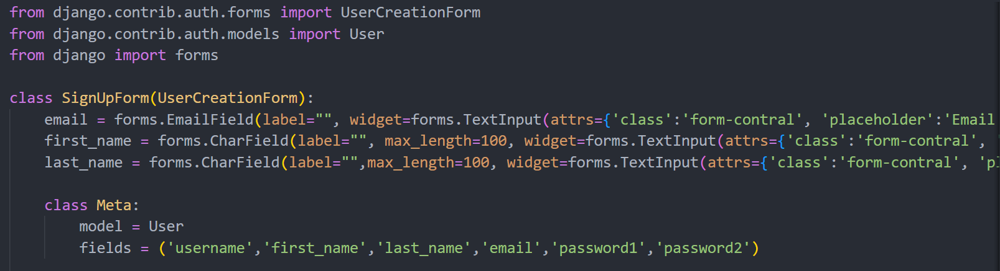 from django.contrib.auth.forms import UserCreationForm
from django.contrib.auth.models import User
from django import forms
class SignUpForm(UserCreationForm):
email = forms.EmailField(label="", widget=forms.TextInput(attrs={'class':'form-contral', 'placeholder':'Email
first_name = forms.CharField(label="", max_length=100, widget=forms.TextInput(attrs={'class':'form-contral', '
last_name = forms.CharField(label="",max_length=100, widget=forms.TextInput(attrs={'class':'form-contral', 'pl
class Meta:
model = User
fields = ('username','first_name','last_name','email','password1','password2')